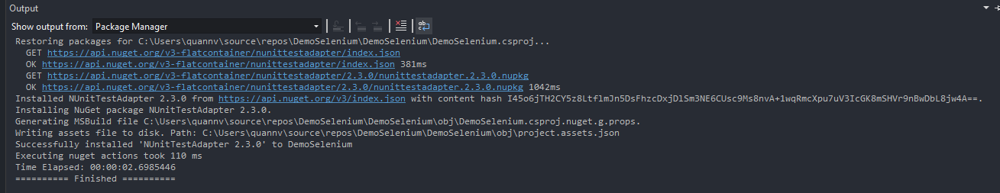 Output
Show output from: Package Manager
Restoring packages for C:\Users\quannv\source\repos\DemoSelenium\DemoSelenium\DemoSelenium.csproj...
GET https://api.nuget.org/v3-flatcontainer/nunittestadapter/index.json
OK https://api.nuget.org/v3-flatcontainer/nunittestadapter/index.json 381ms
GET https://api.nuget.org/v3-flatcontainer/nunittestadapter/2.3.0/nunittestadapter.2.3.0.nupkg
OK https://api.nuget.org/v3-flatcontainer/nunittestadapter/2.3.0/nunittestadapter.2.3.0.nupkg 1042ms
Installed NUnitTestAdapter 2.3.0 from https://api.nuget.org/v3/index.json with content hash I45o6jTH2CY5z8LtflmJn5DsFhzcDxjDlSm3NE6CUsc9Ms8nvA+1wqRmcXpu7uV3IcGK8mSHVr9nBwDbL8jw4A==.
Installing NuGet package NUnitTestAdapter 2.3.0.
Generating MSBuild file C:\Users\quannv\source\repos\DemoSelenium\DemoSelenium\obj\DemoSelenium.csproj.nuget.g.props.
Writing assets file to disk. Path: C:\Users\quannv\source\repos\DemoSelenium\DemoSelenium\obj\project.assets.json
Successfully installed 'NUnitTestAdapter 2.3.0' to DemoSelenium
Executing nuget actions took 110 ms
Time Elapsed: 00:00:02.6985446
========== Finished ==========